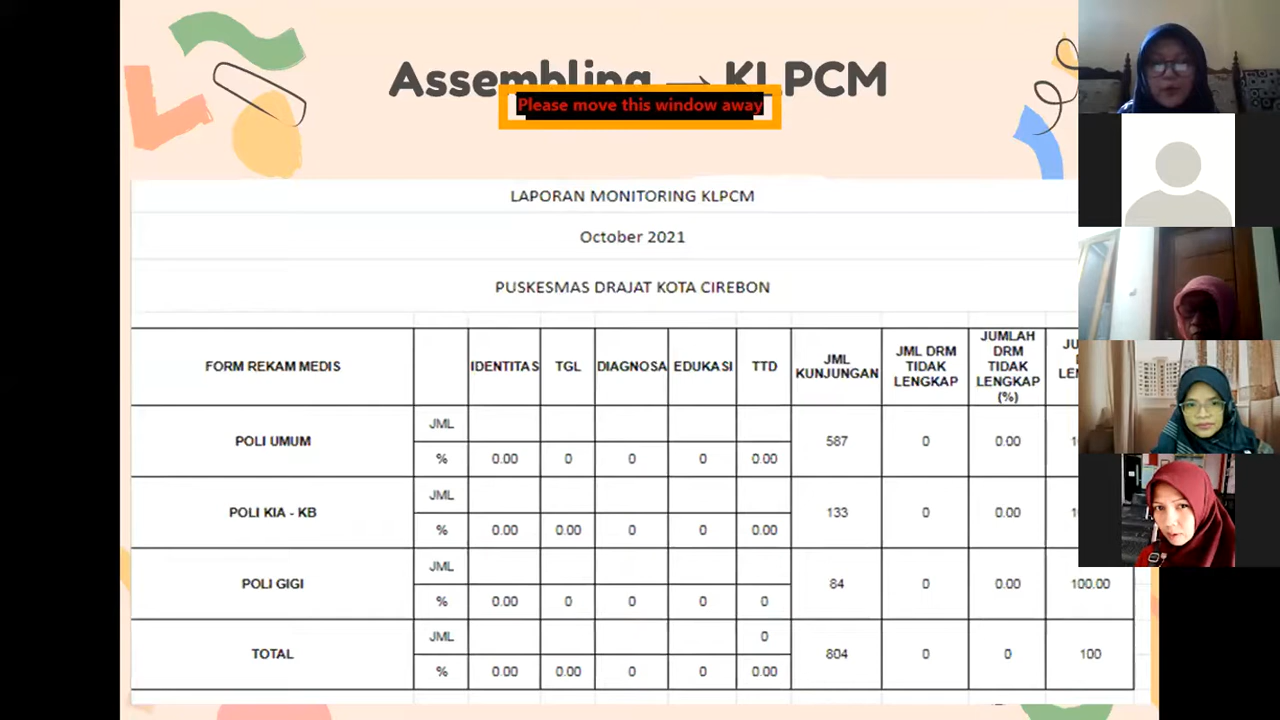 Assembling → KLPCM
Please move this window away
LAPORAN MONITORING KLPCM
October 2021
PUSKESMAS DRAJAT KOTA CIREBON
FORM REKAM MEDIS IDENTITAS TGL DIAGNOSA EDUKASI TTD JML KUNJUNGAN JML DRM TIDAK LENGKAP JUMLAH DRM TIDAK LENGKAP (%)
POLI UMUM JML 587 0 0.00
% 0.00 0 0 0 0.00
POLI KIA - KB JML 133 0 0.00
% 0.00 0.00 0 0 0.00
POLI GIGI JML 84 0 0.00 100.00
% 0.00 0 0 0 0
TOTAL JML 0 804 0 0 100
% 0.00 0.00 0 0 0.00